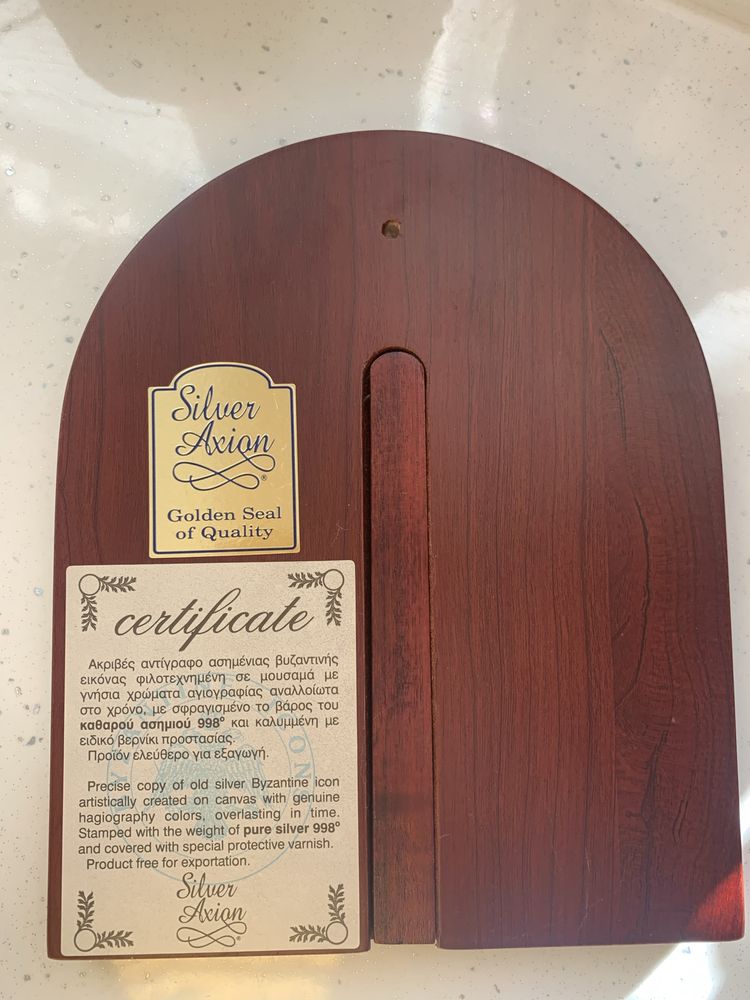 Silver
Axion
®
Golden Seal
of Quality
certificate
Ακριβές αντίγραφο ασημένιας βυζαντινής
εικόνας φιλοτεχνημένη σε μουσαμά με
γνήσια χρώματα αγιογραφίας αναλλοίωτα
στο χρόνο, με σφραγισμένο το βάρος του
καθαρού ασημιού 998º και καλυμμένη με
ειδικό βερνίκι προστασίας.
Προϊόν ελεύθερο για εξαγωγή.
Precise copy of old silver Byzantine icon
artistically created on canvas with genuine
hagiography colors, overlasting in time.
Stamped with the weight of pure silver 998º
and covered with special protective varnish.
Product free for exportation.
Silver
Axion
®